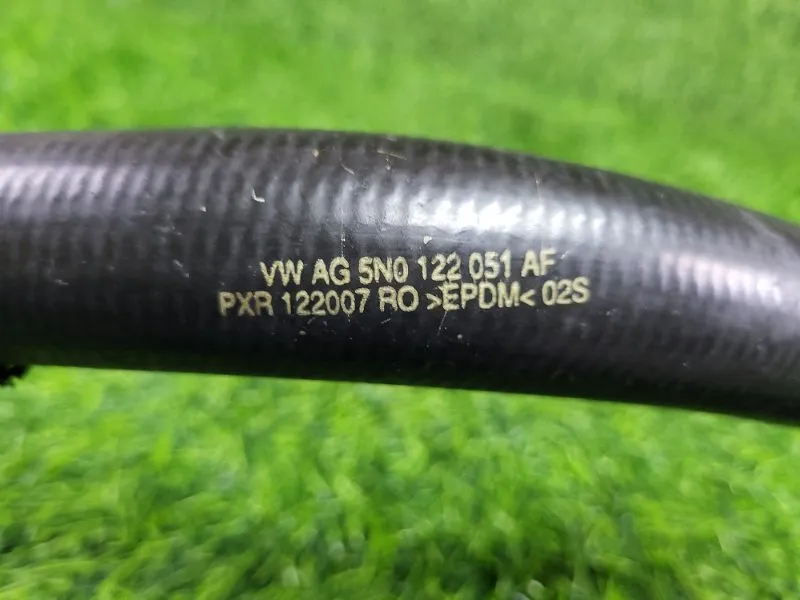 VW AG 5N0 122 051 AF
PXR 122007 RO >EPDM< 02S